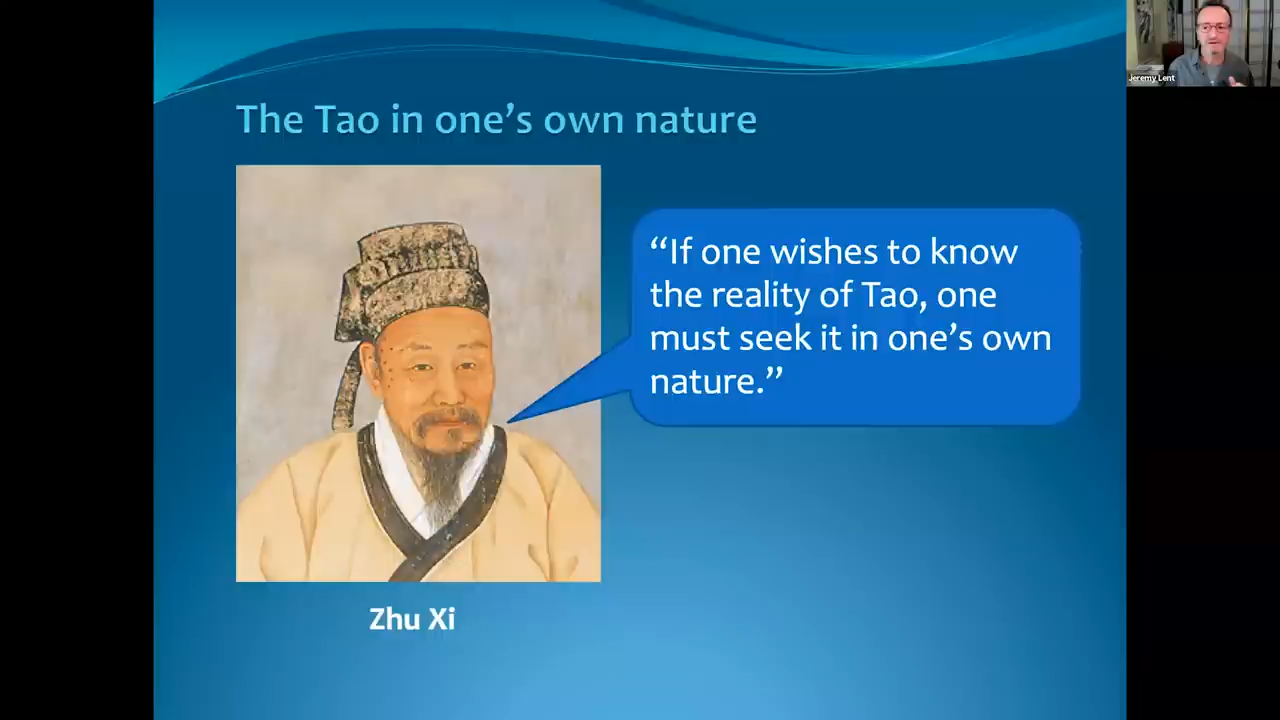 Jeremy Lent
The Tao in one’s own nature
“If one wishes to know
the reality of Tao, one
must seek it in one’s own
nature.”
Zhu Xi